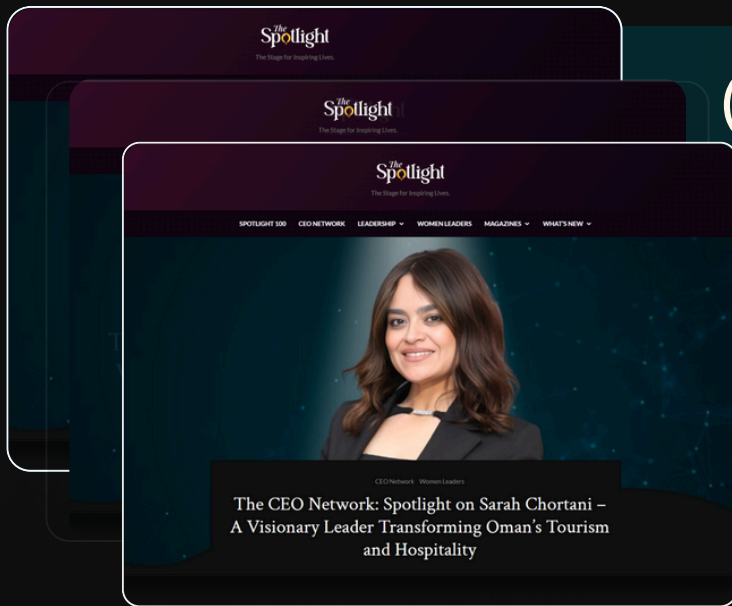 The
Spotlight
The Stage for Inspiring Lives.
The
Spotlight
The Stage for Inspiring Lives.
The
Spotlight
The Stage for Inspiring Lives.
SPOTLIGHT 100 CEO NETWORK LEADERSHIP WOMEN LEADERS MAGAZINES WHAT'S NEW
CEO Network Women Leaders
The CEO Network: Spotlight on Sarah Chortani –
A Visionary Leader Transforming Oman's Tourism
and Hospitality